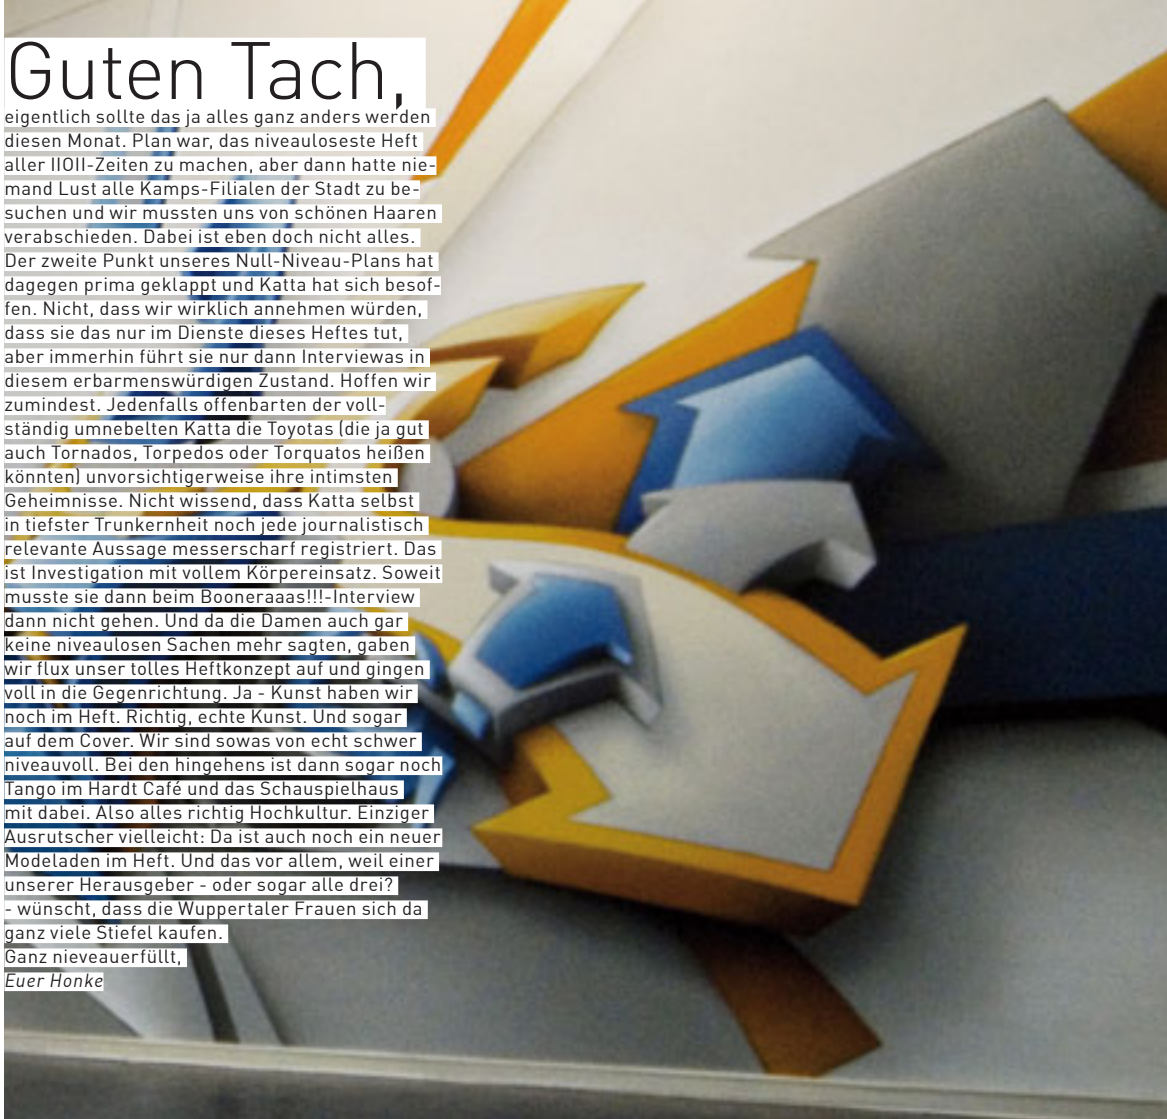 Guten Tach,
eigentlich sollte das ja alles ganz anders werden
diesen Monat. Plan war, das niveauloseste Heft
aller IIOII-Zeiten zu machen, aber dann hatte nie-
mand Lust alle Kamps-Filialen der Stadt zu be-
suchen und wir mussten uns von schönen Haaren
verabschieden. Dabei ist eben doch nicht alles.
Der zweite Punkt unseres Null-Niveau-Plans hat
dagegen prima geklappt und Katta hat sich besof-
fen. Nicht, dass wir wirklich annehmen würden,
dass sie das nur im Dienste dieses Heftes tut,
aber immerhin führt sie nur dann Interviewas in
diesem erbarmenswürdigen Zustand. Hoffen wir
zumindest. Jedenfalls offenbarten der voll-
ständig umnebelten Katta die Toyotas (die ja gut
auch Tornados, Torpedos oder Torquatos heißen
könnten) unvorsichtigerweise ihre intimsten
Geheimnisse. Nicht wissend, dass Katta selbst
in tiefster Trunkernheit noch jede journalistisch
relevante Aussage messerscharf registriert. Das
ist Investigation mit vollem Körpereinsatz. Soweit
musste sie dann beim Booneraaas!!!-Interview
dann nicht gehen. Und da die Damen auch gar
keine niveaulosen Sachen mehr sagten, gaben
wir flux unser tolles Heftkonzept auf und gingen
voll in die Gegenrichtung. Ja - Kunst haben wir
noch im Heft. Richtig, echte Kunst. Und sogar
auf dem Cover. Wir sind sowas von echt schwer
niveauvoll. Bei den hingehens ist dann sogar noch
Tango im Hardt Café und das Schauspielhaus
mit dabei. Also alles richtig Hochkultur. Einziger
Ausrutscher vielleicht: Da ist auch noch ein neuer
Modeladen im Heft. Und das vor allem, weil einer
unserer Herausgeber - oder sogar alle drei?
- wünscht, dass die Wuppertaler Frauen sich da
ganz viele Stiefel kaufen.
Ganz nieveauerfüllt,
Euer Honke